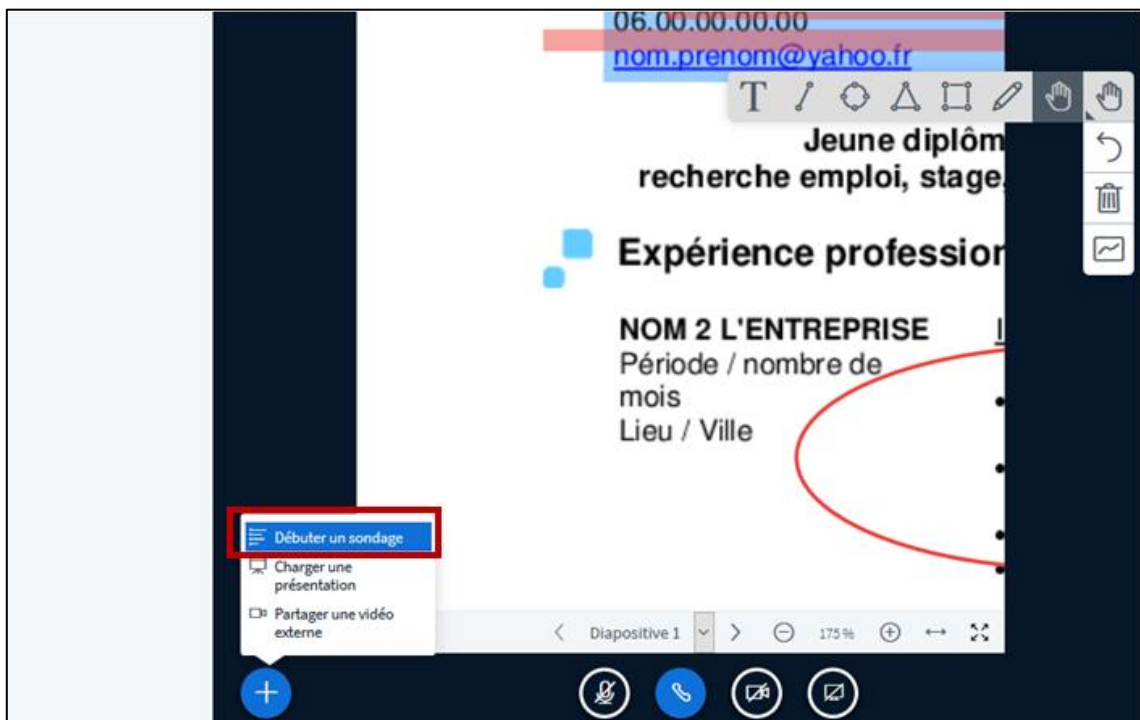 06.00.00.00.00
nom.prenom@yahoo.fr
T
Jeune diplôm
recherche emploi, stage,
Expérience profession
NOM 2 L'ENTREPRISE
Période / nombre de
mois
Lieu / Ville
Débuter un sondage
Charger une
présentation
Partager une vidéo
externe
Diapositive 1
175%